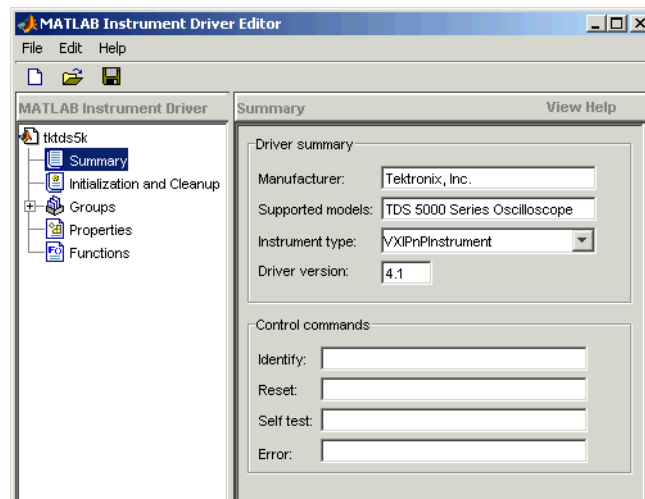 MATLAB Instrument Driver Editor
File Edit Help
MATLAB Instrument Driver
Summary View Help
tktds5k
Summary
Initialization and Cleanup
Groups
Properties
Functions
Driver summary
Manufacturer: Tektronix, Inc.
Supported models: TDS 5000 Series Oscilloscope
Instrument type: VXIPnPInstrument
Driver version: 4.1
Control commands
Identify:
Reset:
Self test:
Error: